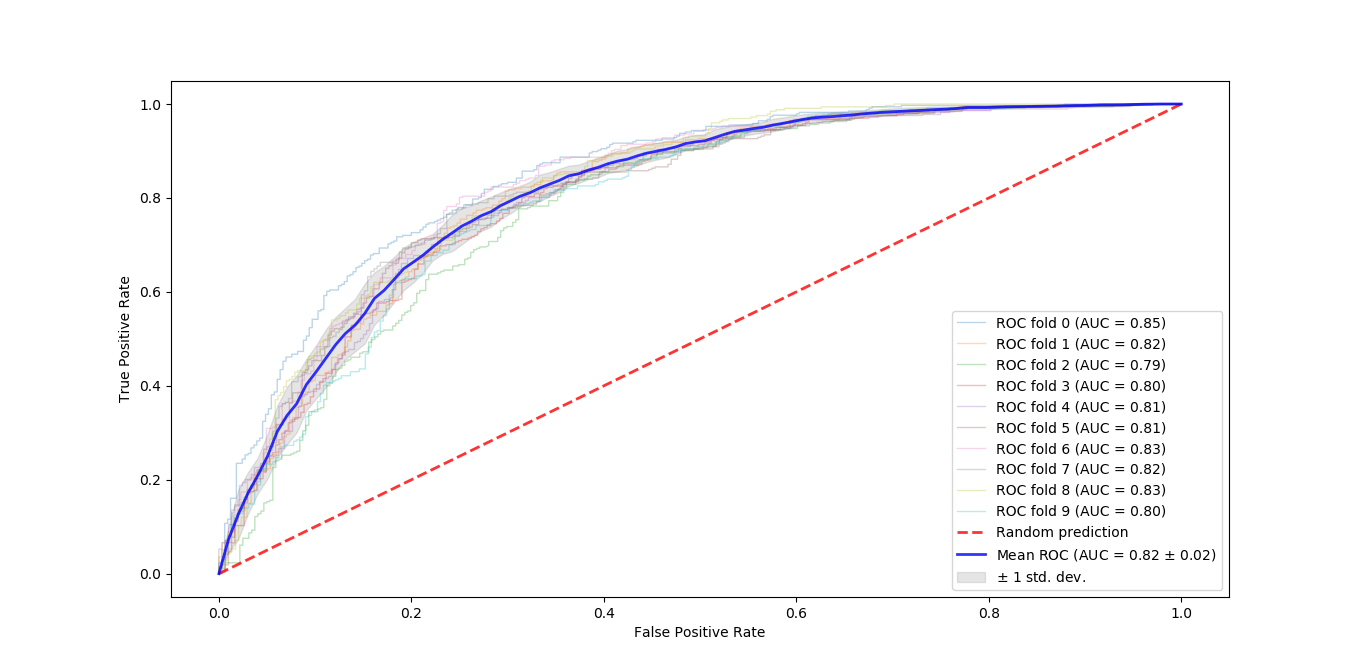 1.0
0.8
0.6
0.4
0.2
0.0
True Positive Rate
0.0 0.2 0.4 0.6 0.8 1.0
False Positive Rate
ROC fold 0 (AUC = 0.85)
ROC fold 1 (AUC = 0.82)
ROC fold 2 (AUC = 0.79)
ROC fold 3 (AUC = 0.80)
ROC fold 4 (AUC = 0.81)
ROC fold 5 (AUC = 0.81)
ROC fold 6 (AUC = 0.83)
ROC fold 7 (AUC = 0.82)
ROC fold 8 (AUC = 0.83)
ROC fold 9 (AUC = 0.80)
Random prediction
Mean ROC (AUC = 0.82 ± 0.02)
± 1 std. dev.